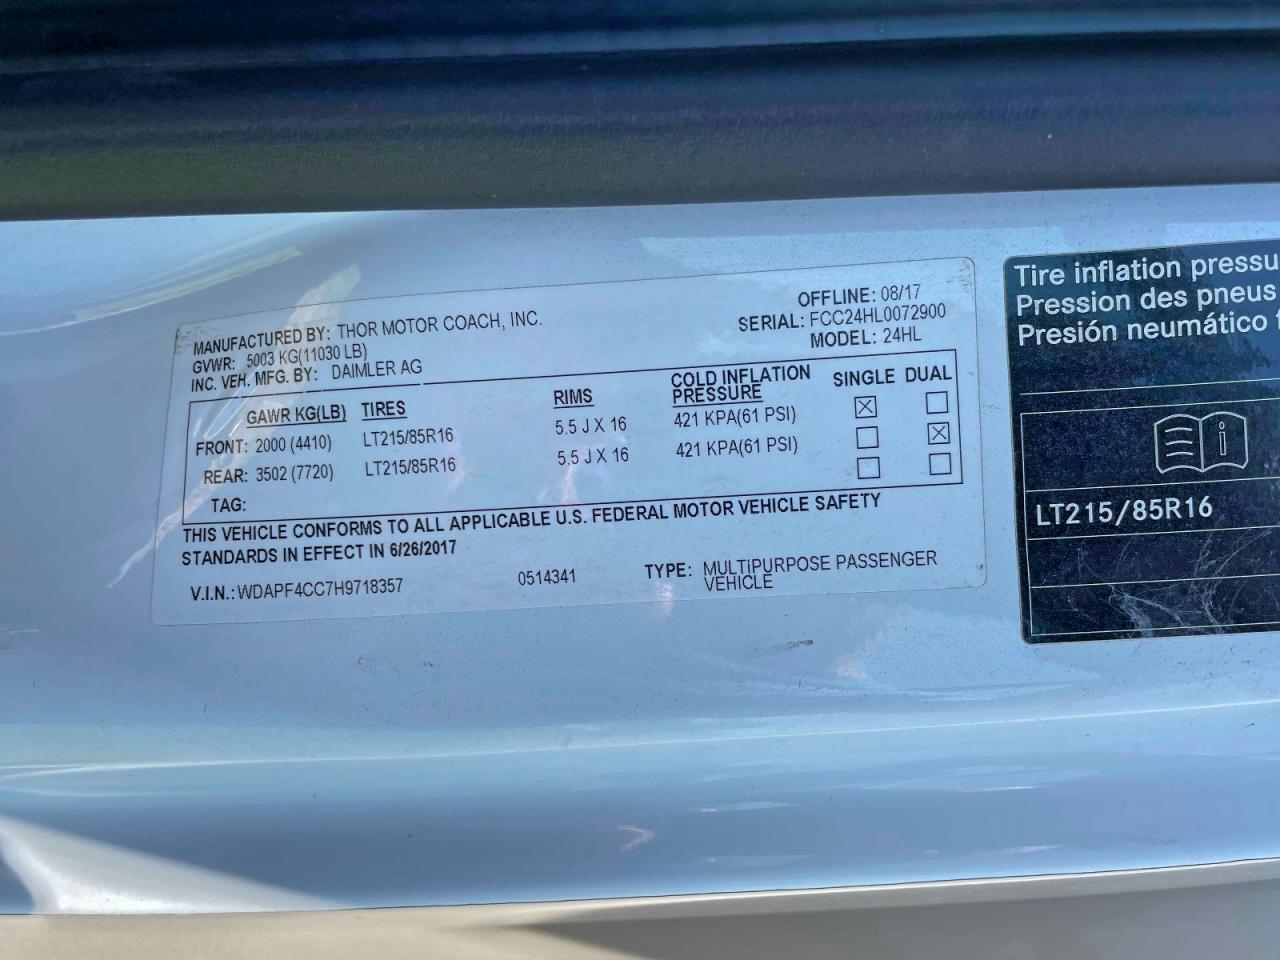 MANUFACTURED BY: THOR MOTOR COACH, INC.
GVWR: 5003 KG(11030 LB)
INC. VEH. MFG. BY: DAIMLER AG
OFFLINE: 08/17
SERIAL: FCC24HL0072900
MODEL: 24HL
GAWR KG(LB) TIRES RIMS COLD INFLATION PRESSURE SINGLE DUAL
FRONT: 2000 (4410) LT215/85R16 5.5 J X 16 421 KPA(61 PSI) ☒ ☐
REAR: 3502 (7720) LT215/85R16 5.5 J X 16 421 KPA(61 PSI) ☐ ☒
TAG: ☐ ☐
THIS VEHICLE CONFORMS TO ALL APPLICABLE U.S. FEDERAL MOTOR VEHICLE SAFETY
STANDARDS IN EFFECT IN 6/26/2017
V.I.N.: WDAPF4CC7H9718357 0514341 TYPE: MULTIPURPOSE PASSENGER
VEHICLE
Tire inflation pressu
Pression des pneus
Presión neumático
LT215/85R16